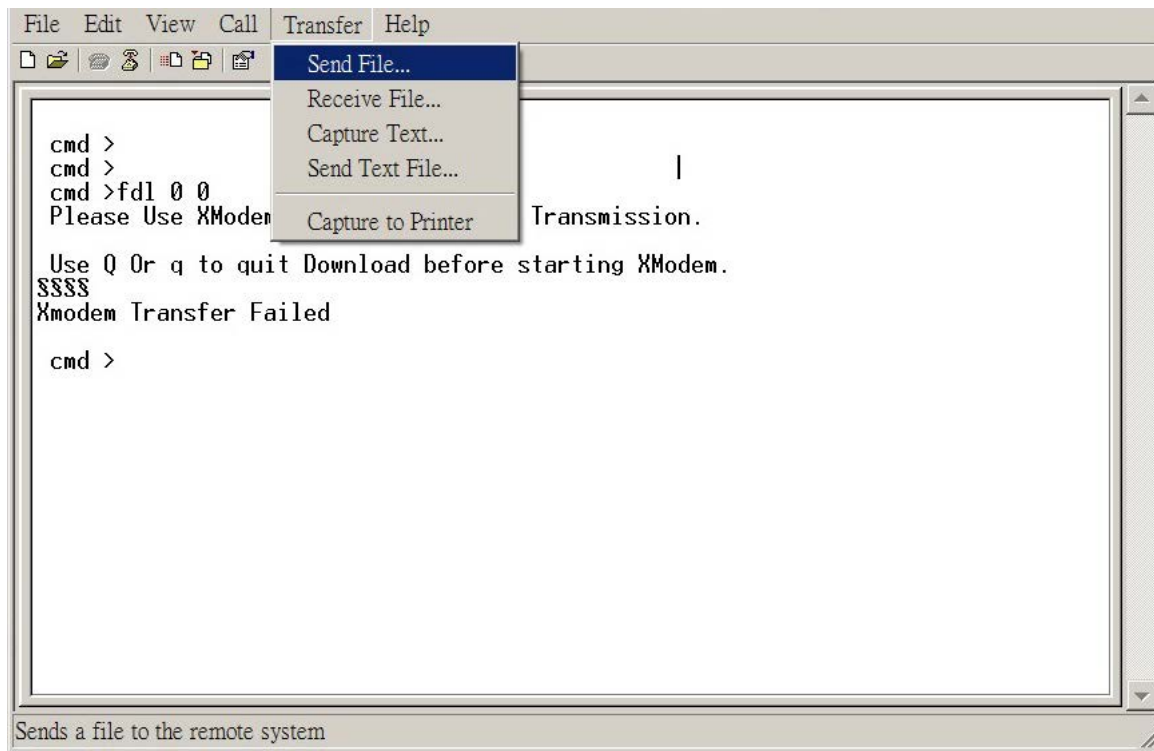 File Edit View Call Transfer Help
Send File...
Receive File...
Capture Text...
Send Text File...
Capture to Printer
cmd >
cmd >
cmd >fdl 0 0
Please Use XModem Transmission.
Use Q Or q to quit Download before starting XModem.
§§§§
Xmodem Transfer Failed
cmd >
Sends a file to the remote system